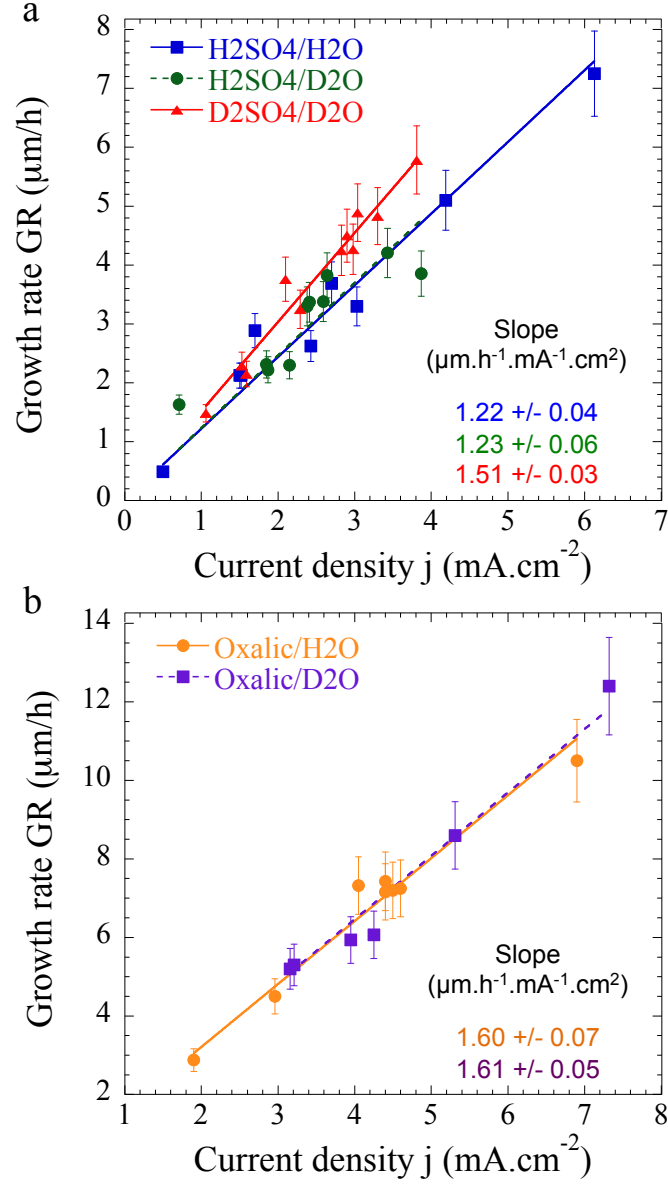 a
8
7
6
5
4
3
2
1
0
Growth rate GR (µm/h)
H2SO4/H2O
H2SO4/D2O
D2SO4/D2O
Slope
(µm.h⁻¹.mA⁻¹.cm²)
1.22 +/- 0.04
1.23 +/- 0.06
1.51 +/- 0.03
0 1 2 3 4 5 6 7
Current density j (mA.cm⁻²)
b
14
12
10
8
6
4
2
Growth rate GR (µm/h)
Oxalic/H2O
Oxalic/D2O
Slope
(µm.h⁻¹.mA⁻¹.cm²)
1.60 +/- 0.07
1.61 +/- 0.05
1 2 3 4 5 6 7 8
Current density j (mA.cm⁻²)